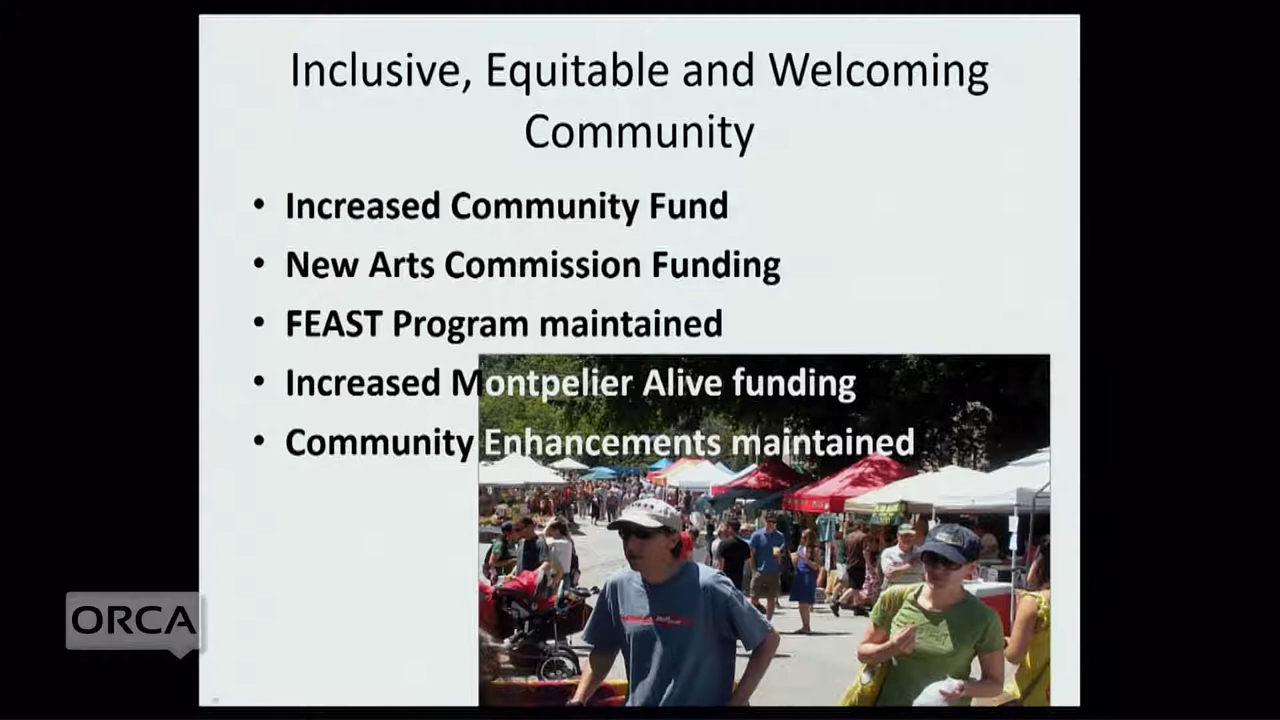 Inclusive, Equitable and Welcoming
Community
• Increased Community Fund
• New Arts Commission Funding
• FEAST Program maintained
• Increased Montpelier Alive funding
• Community Enhancements maintained
ORCA